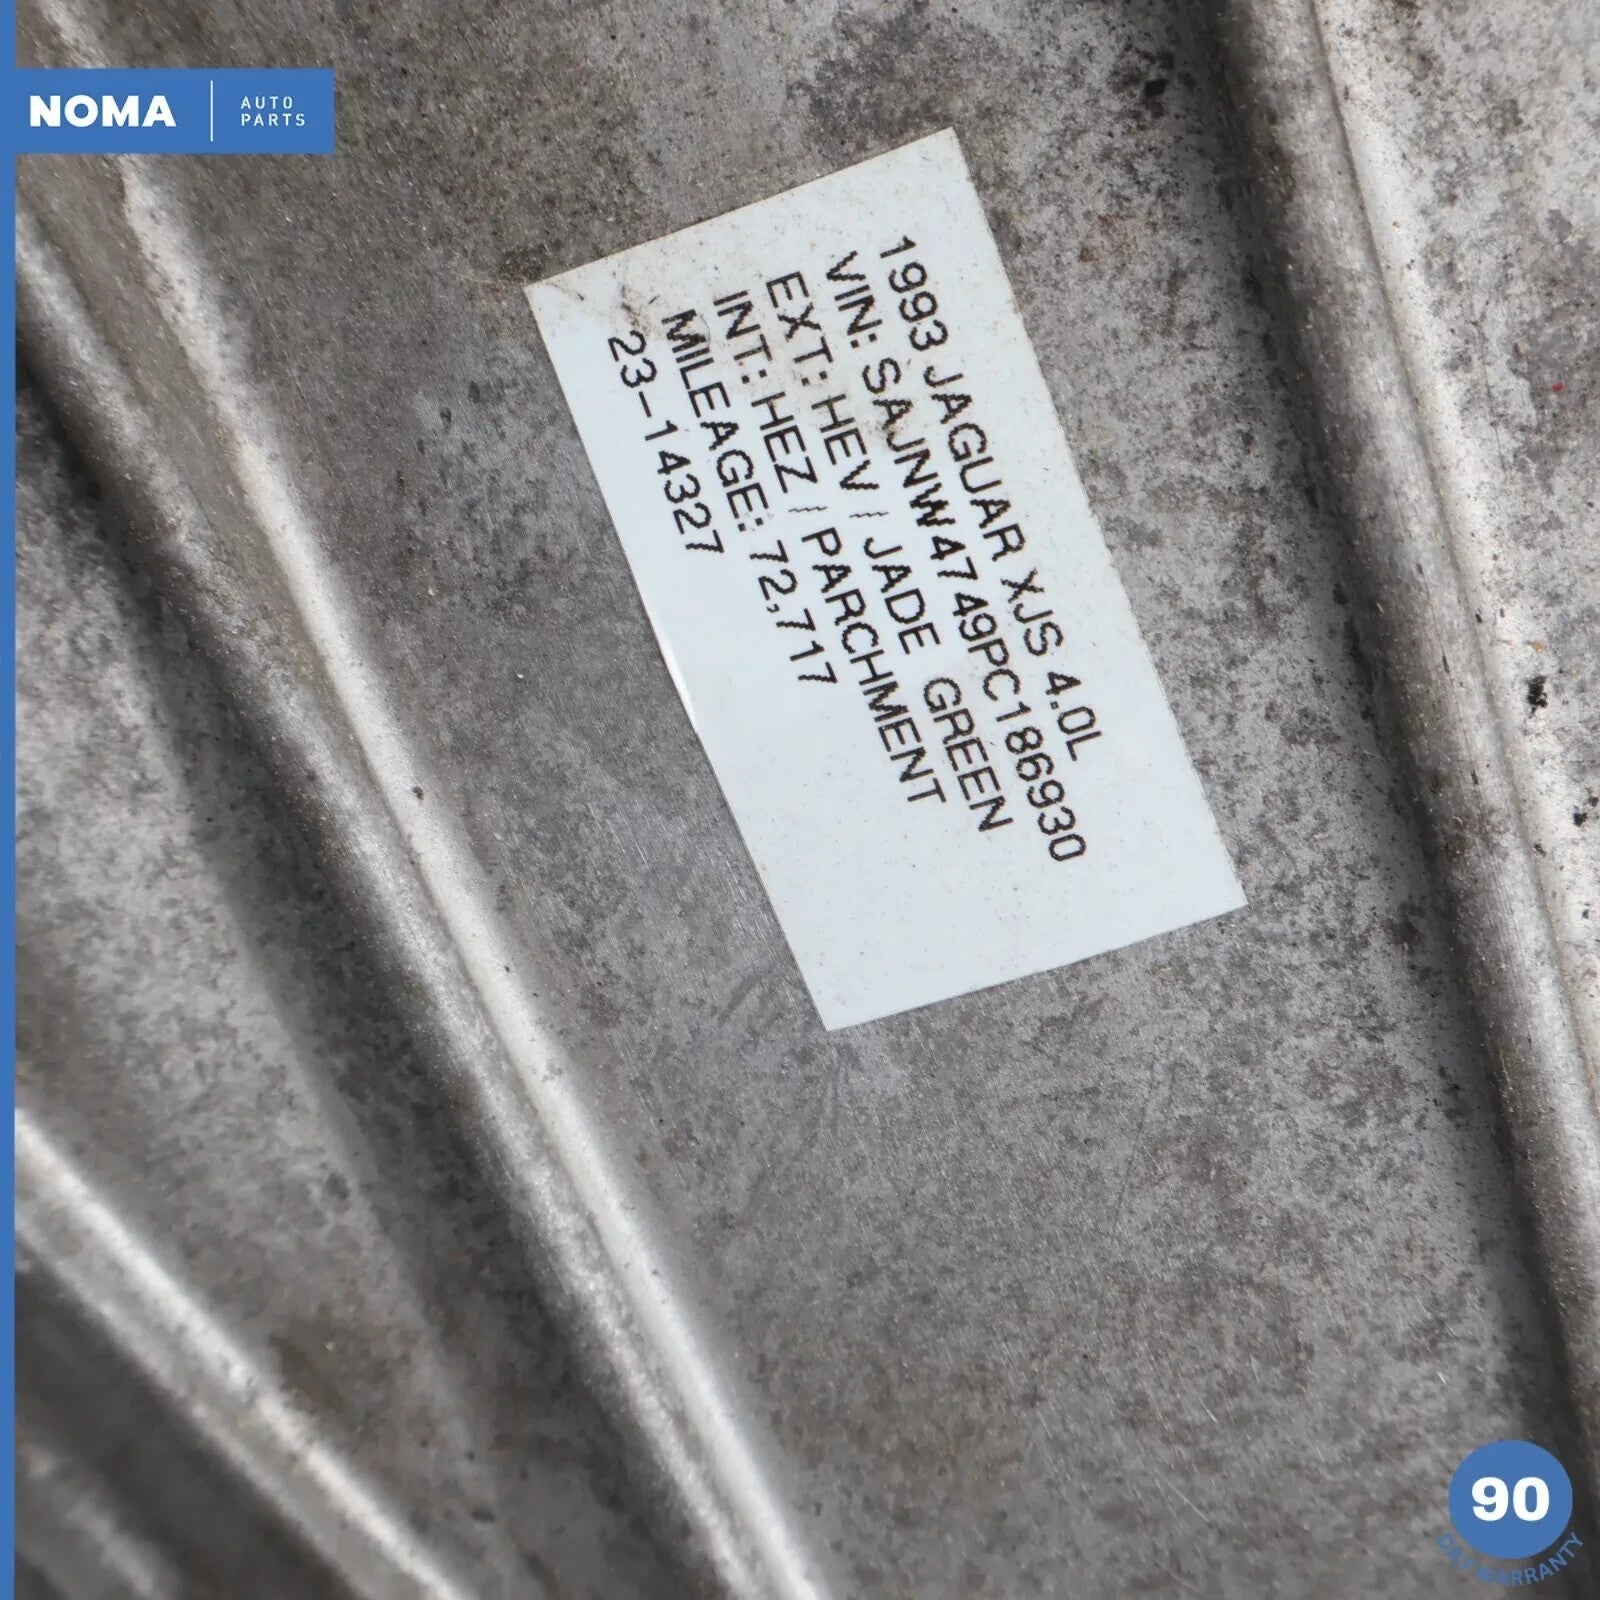 NOMA
AUTO
PARTS
1993 JAGUAR XJS 4.0L
VIN: SAJNW4749PC186930
EXT: HEV ~ JADE GREEN
INT: HEZ ~ PARCHMENT
MILEAGE: 72,717
23-14327
90
DAY WARRANTY